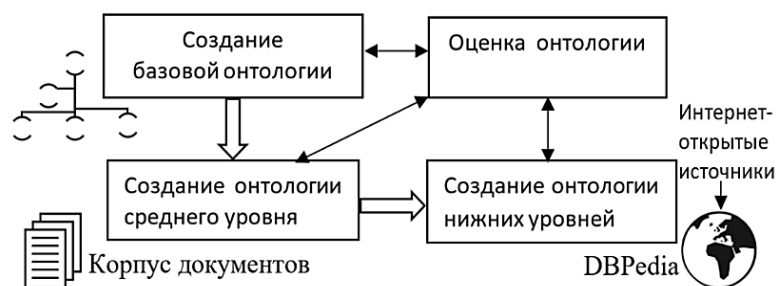 Создание
базовой онтологии
Оценка онтологии
Интернет-
открытые
источники
Создание онтологии
среднего уровня
Создание онтологии
нижних уровней
Корпус документов
DBPedia